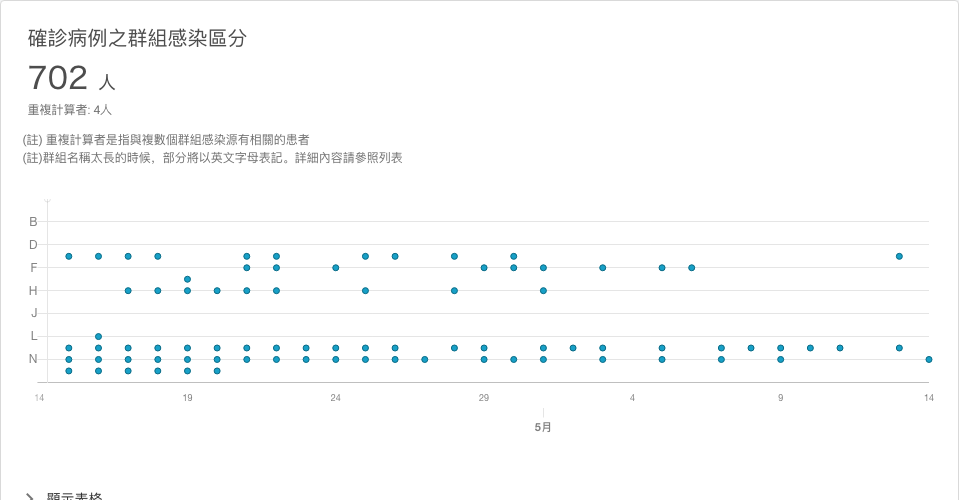 確診病例之群組感染區分
702 人
重複計算者: 4人
(註) 重複計算者是指與複數個群組感染源有相關的患者
(註)群組名稱太長的時候，部分將以英文字母表記。詳細內容請參照列表
B
D
F
H
J
L
N
14 19 24 29 4 9 14
5月
顯示表格